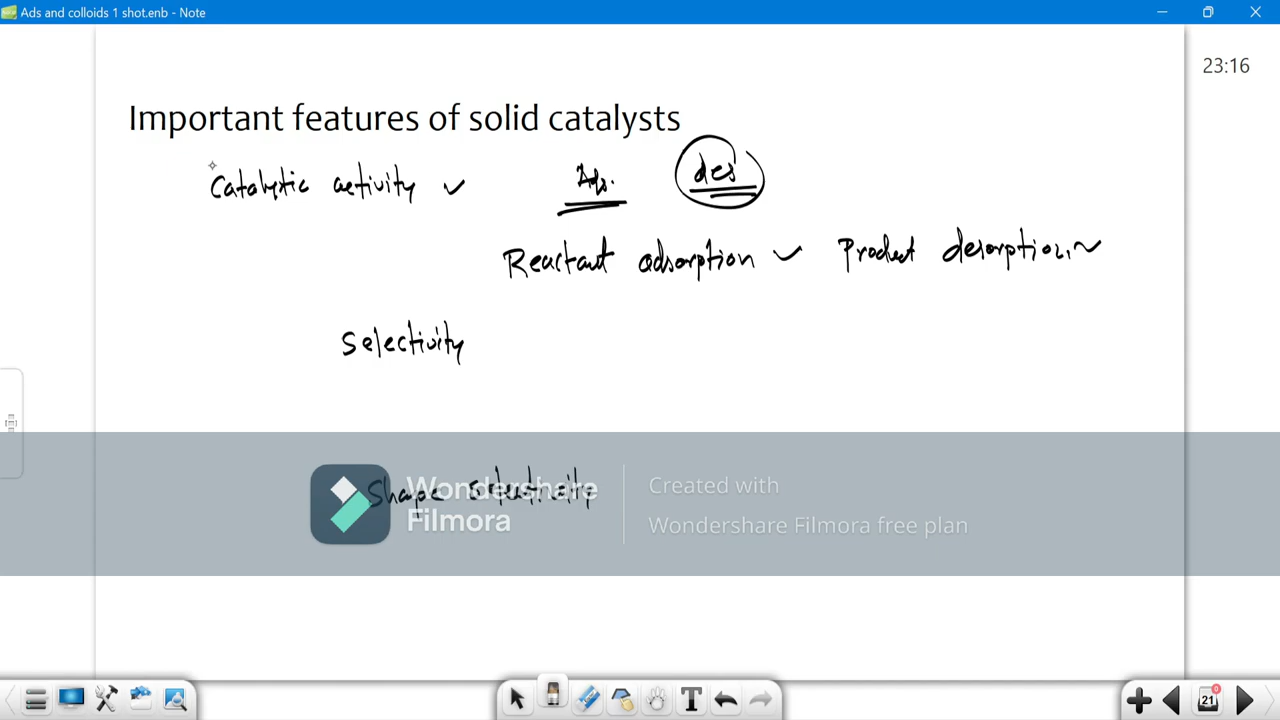 Ads and colloids 1 shot.enb - Note
23:16
Important features of solid catalysts
Catalytic activity Ads. des
Reactant adsorption Product desorption.
Selectivity
Shape selectivity
Wondershare Filmora
Created with
Wondershare Filmora free plan
T
21